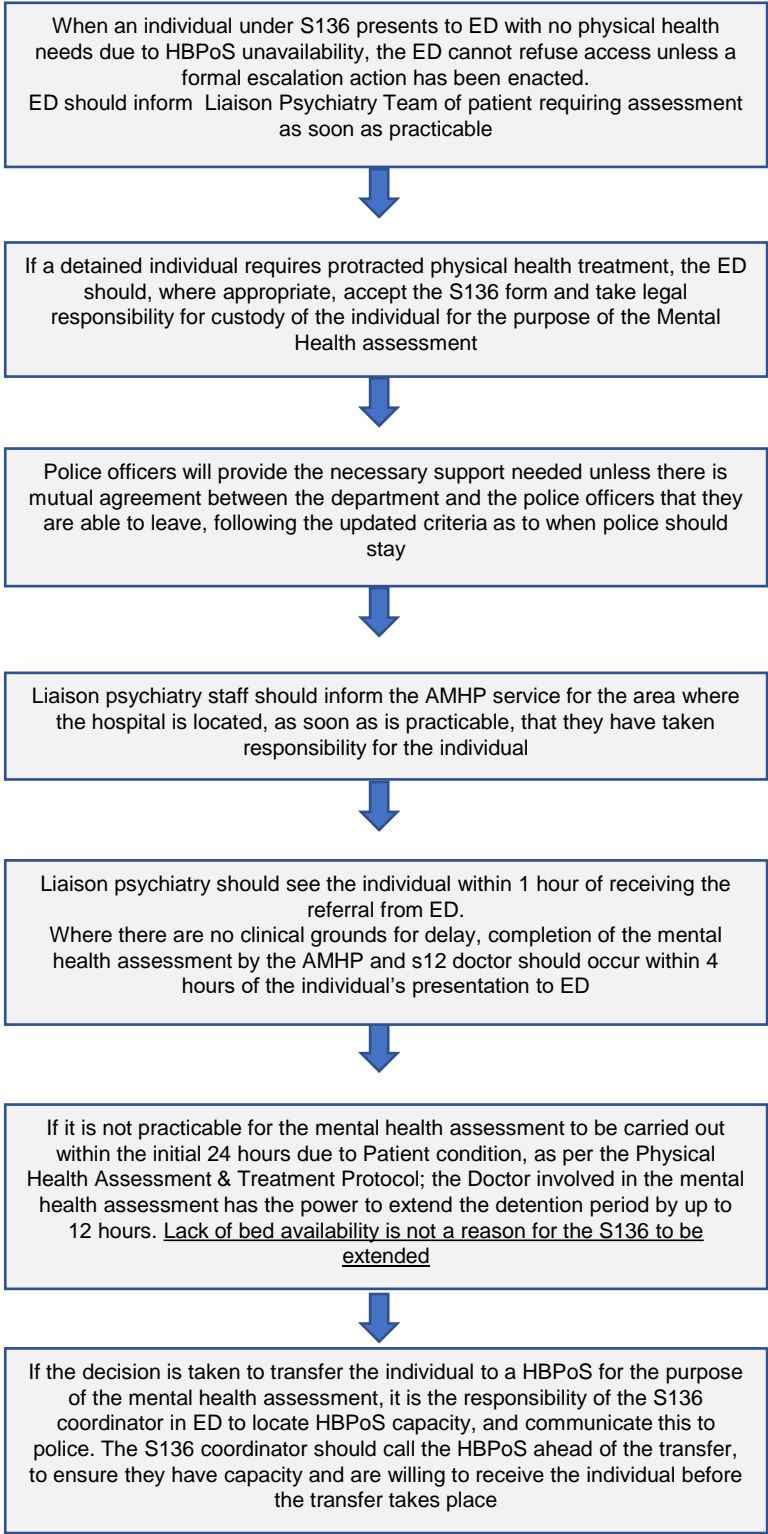 When an individual under S136 presents to ED with no physical health
needs due to HBPoS unavailability, the ED cannot refuse access unless a
formal escalation action has been enacted.
ED should inform  Liaison Psychiatry Team of patient requiring assessment
as soon as practicable
If a detained individual requires protracted physical health treatment, the ED
should, where appropriate, accept the S136 form and take legal
responsibility for custody of the individual for the purpose of the Mental
Health assessment
Police officers will provide the necessary support needed unless there is
mutual agreement between the department and the police officers that they
are able to leave, following the updated criteria as to when police should
stay
Liaison psychiatry staff should inform the AMHP service for the area where
the hospital is located, as soon as is practicable, that they have taken
responsibility for the individual
Liaison psychiatry should see the individual within 1 hour of receiving the
referral from ED.
Where there are no clinical grounds for delay, completion of the mental
health assessment by the AMHP and s12 doctor should occur within 4
hours of the individual’s presentation to ED
If it is not practicable for the mental health assessment to be carried out
within the initial 24 hours due to Patient condition, as per the Physical
Health Assessment & Treatment Protocol; the Doctor involved in the mental
health assessment has the power to extend the detention period by up to
12 hours. Lack of bed availability is not a reason for the S136 to be
extended
If the decision is taken to transfer the individual to a HBPoS for the purpose
of the mental health assessment, it is the responsibility of the S136
coordinator in ED to locate HBPoS capacity, and communicate this to
police. The S136 coordinator should call the HBPoS ahead of the transfer,
to ensure they have capacity and are willing to receive the individual before
the transfer takes place